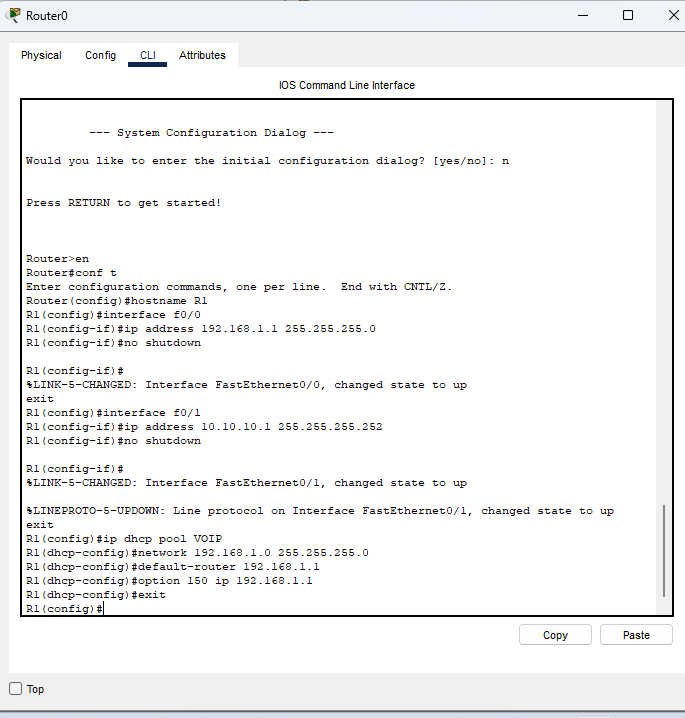 Router0
Physical Config CLI Attributes
IOS Command Line Interface
--- System Configuration Dialog ---
Would you like to enter the initial configuration dialog? [yes/no]: n
Press RETURN to get started!
Router>en
Router#conf t
Enter configuration commands, one per line.  End with CNTL/Z.
Router(config)#hostname R1
R1(config)#interface f0/0
R1(config-if)#ip address 192.168.1.1 255.255.255.0
R1(config-if)#no shutdown
R1(config-if)#
%LINK-5-CHANGED: Interface FastEthernet0/0, changed state to up
exit
R1(config)#interface f0/1
R1(config-if)#ip address 10.10.10.1 255.255.255.252
R1(config-if)#no shutdown
R1(config-if)#
%LINK-5-CHANGED: Interface FastEthernet0/1, changed state to up
%LINEPROTO-5-UPDOWN: Line protocol on Interface FastEthernet0/1, changed state to up
exit
R1(config)#ip dhcp pool VOIP
R1(dhcp-config)#network 192.168.1.0 255.255.255.0
R1(dhcp-config)#default-router 192.168.1.1
R1(dhcp-config)#option 150 ip 192.168.1.1
R1(dhcp-config)#exit
R1(config)#
Copy Paste
Top